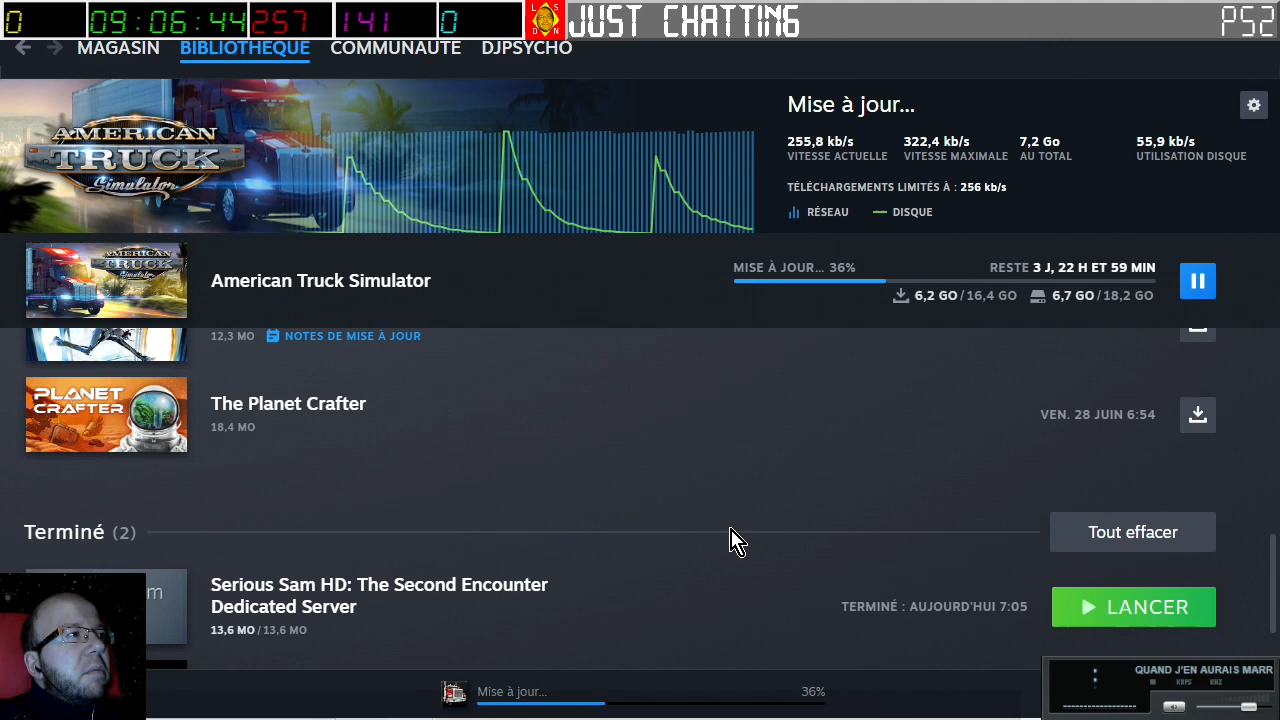 0 09:06:44 257 141 0 LSDN JUST CHATTING PS2
MAGASIN BIBLIOTHEQUE COMMUNAUTE DJPSYCHO
AMERICAN
TRUCK
Simulator
Mise à jour...
255,8 kb/s 322,4 kb/s 7,2 Go 55,9 kb/s
VITESSE ACTUELLE VITESSE MAXIMALE AU TOTAL UTILISATION DISQUE
TÉLÉCHARGEMENTS LIMITÉS À : 256 kb/s
RÉSEAU DISQUE
AMERICAN
TRUCK
Simulator
American Truck Simulator
MISE À JOUR... 36% RESTE 3 J, 22 H ET 59 MIN
6,2 GO / 16,4 GO 6,7 GO / 18,2 GO
12,3 MO NOTES DE MISE À JOUR
PLANET
CRAFTER
The Planet Crafter
18,4 MO
VEN. 28 JUIN 6:54
Terminé (2)
Tout effacer
Serious Sam HD: The Second Encounter
Dedicated Server
13,6 MO / 13,6 MO
TERMINÉ : AUJOURD'HUI 7:05
LANCER
Mise à jour... 36%
QUAND J'EN AURAIS MARR
KBPS KHZ